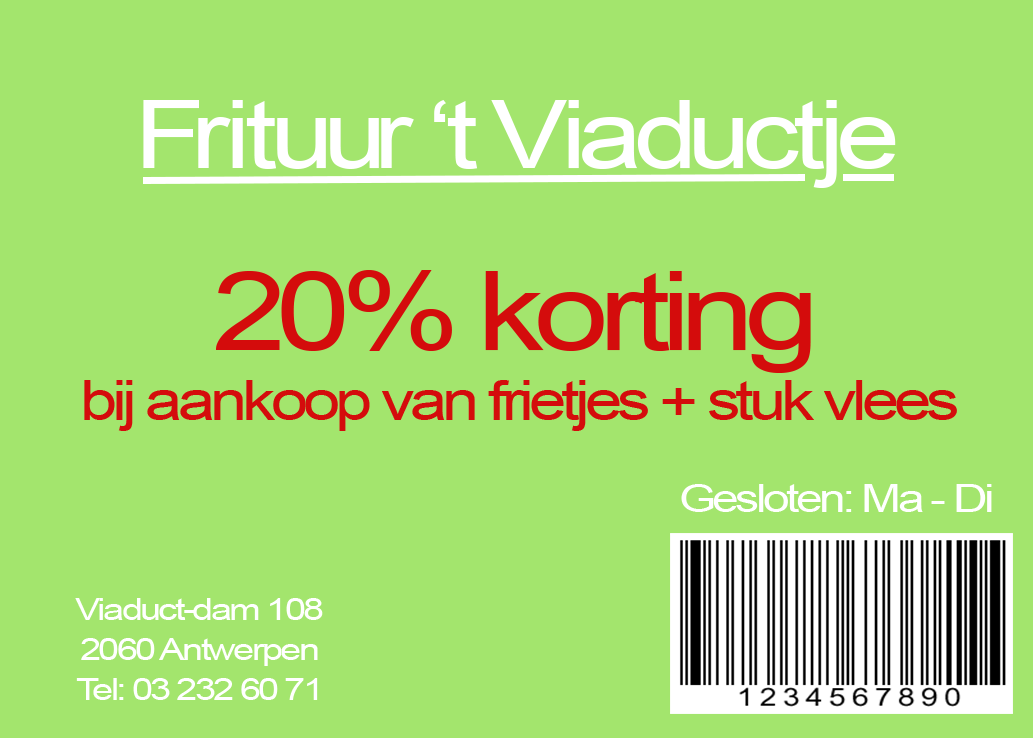 Frituur ‘t Viaductje
20% korting
bij aankoop van frietjes + stuk vlees
Gesloten: Ma - Di
Viaduct-dam 108
2060 Antwerpen
Tel: 03 232 60 71
1234567890